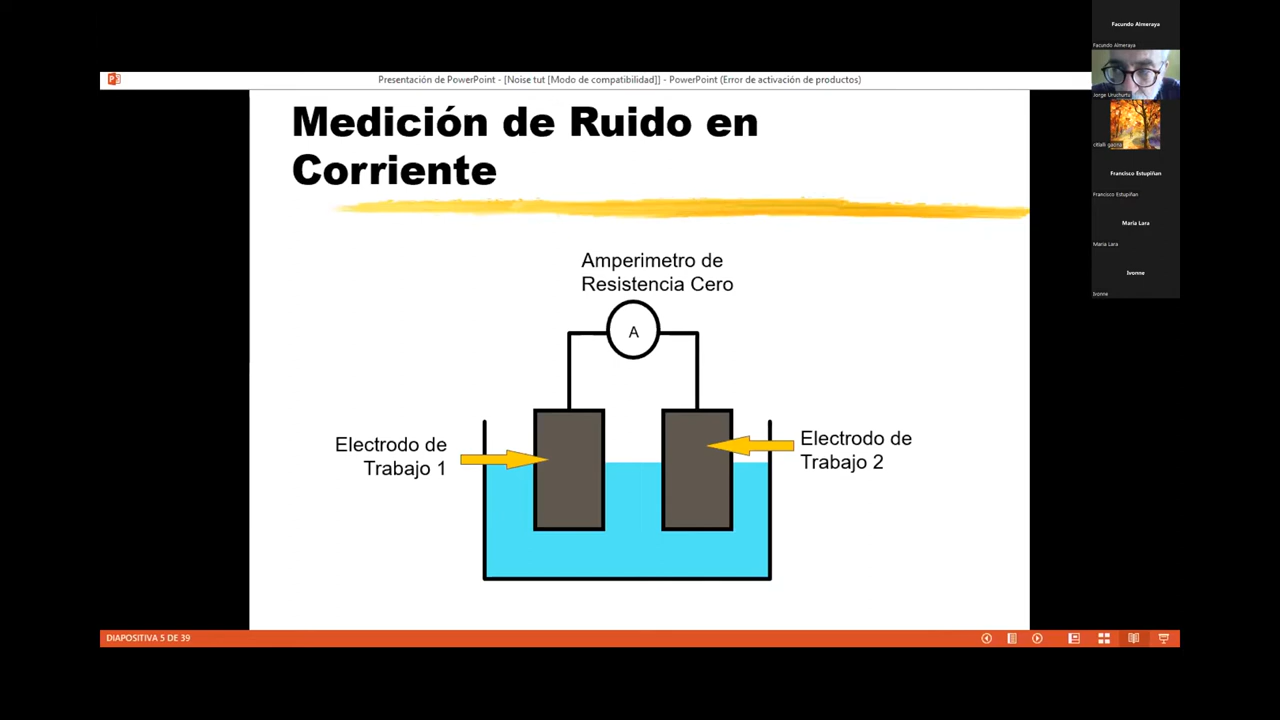 Presentación de PowerPoint - [Noise tut [Modo de compatibilidad]] - PowerPoint (Error de activación de productos)
Medición de Ruido en
Corriente
Amperimetro de
Resistencia Cero
A
Electrodo de
Trabajo 1
Electrodo de
Trabajo 2
DIAPOSITIVA 5 DE 39
Facundo Almeraya
Facundo Almeraya
Jorge Uruchurtu
citlalli gaona
Francisco Estupiñan
Francisco Estupiñan
María Lara
María Lara
Ivonne
Ivonne